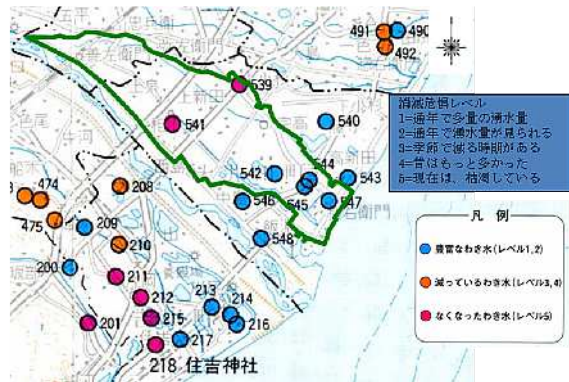 491
490
492
539
540
541
542
543
544
545
546
547
548
474
475
208
209
210
200
211
212
213
214
215
216
217
201
218 住吉神社
消滅危惧レベル
1=通年で多量の湧水量
2=通年で湧水量が見られる
3=季節で減る時期がある
4=昔はもっと多かった
5=現在は、枯渇している
凡例
豊富なわき水(レベル1,2)
減っているわき水(レベル3,4)
なくなったわき水(レベル5)